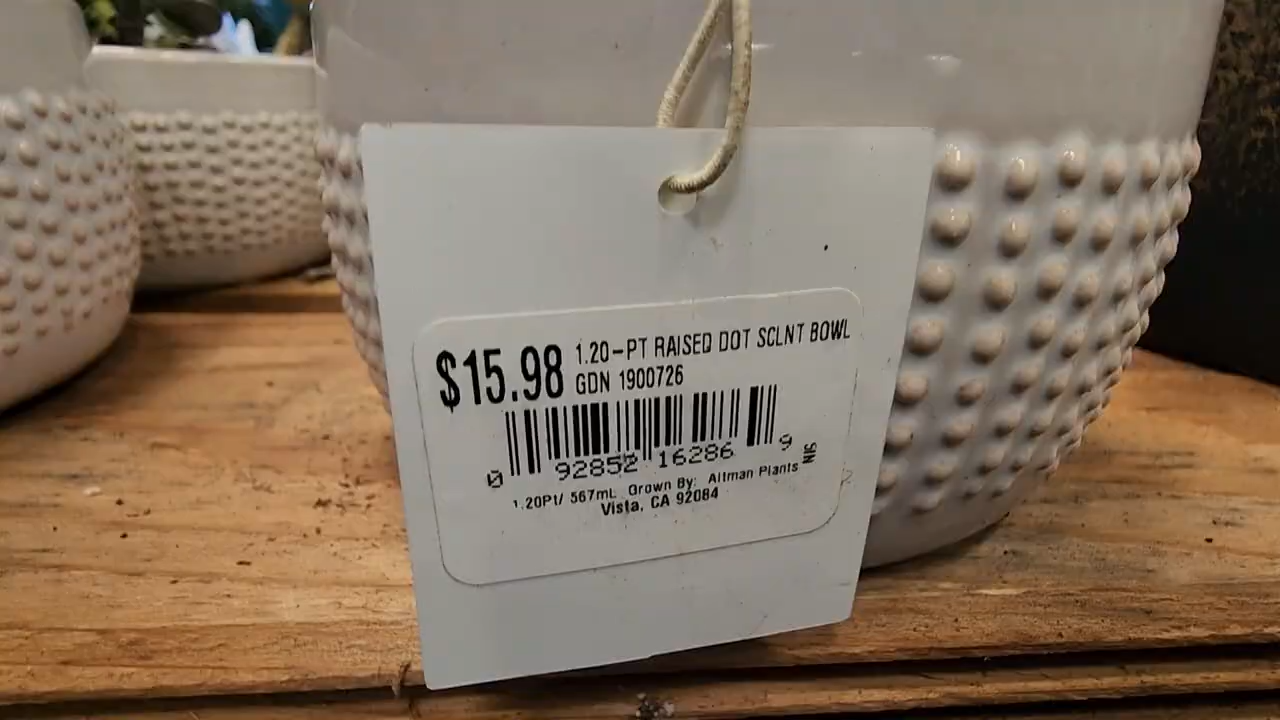 $15.98 1.20-PT RAISED DOT SCLNT BOWL
GDN 1900726
0 92852 16286 9
SIN
1.20Pt/ 567mL Grown By: Altman Plants
Vista, CA 92084